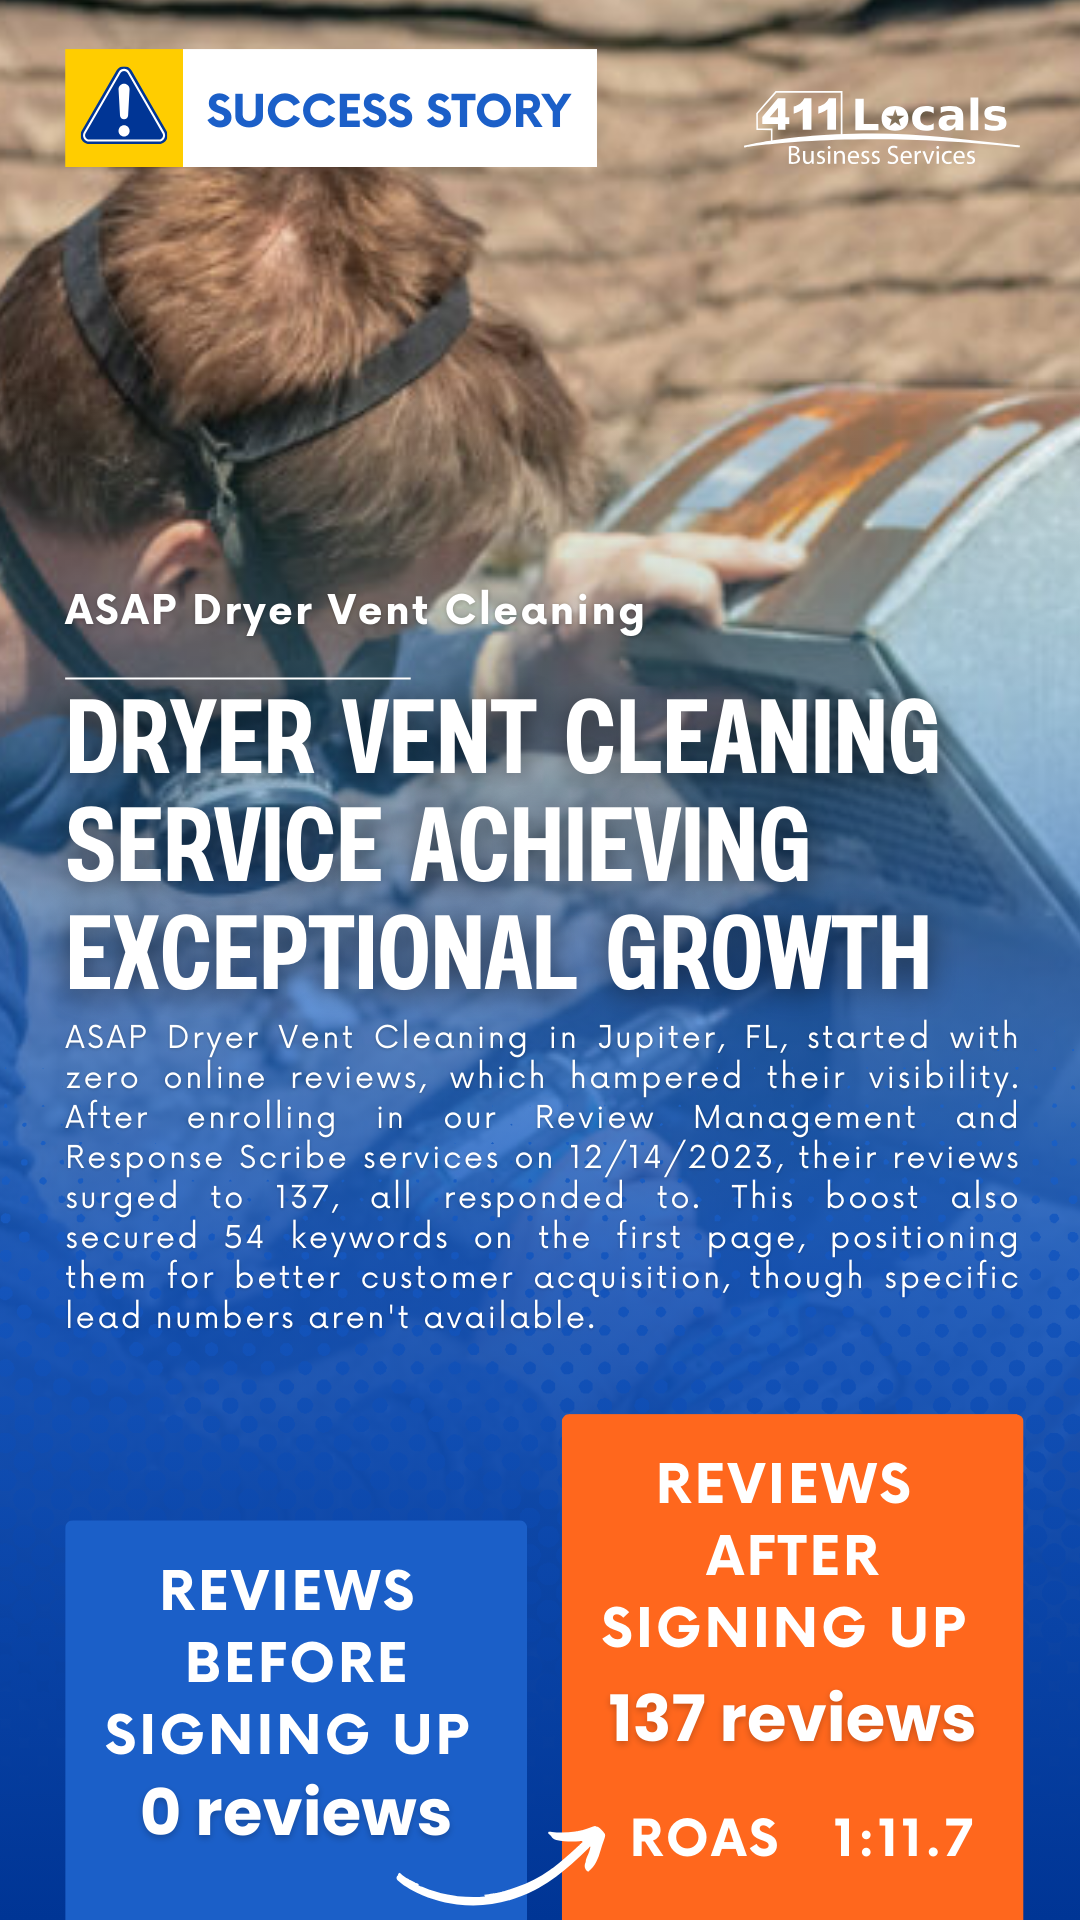 SUCCESS STORY
411 Locals
Business Services
ASAP Dryer Vent Cleaning
DRYER VENT CLEANING
SERVICE ACHIEVING
EXCEPTIONAL GROWTH
ASAP Dryer Vent Cleaning in Jupiter, FL, started with
zero online reviews, which hampered their visibility.
After enrolling in our Review Management and
Response Scribe services on 12/14/2023, their reviews
surged to 137, all responded to. This boost also
secured 54 keywords on the first page, positioning
them for better customer acquisition, though specific
lead numbers aren't available.
REVIEWS
BEFORE
SIGNING UP
0 reviews
REVIEWS
AFTER
SIGNING UP
137 reviews
ROAS 1:11.7